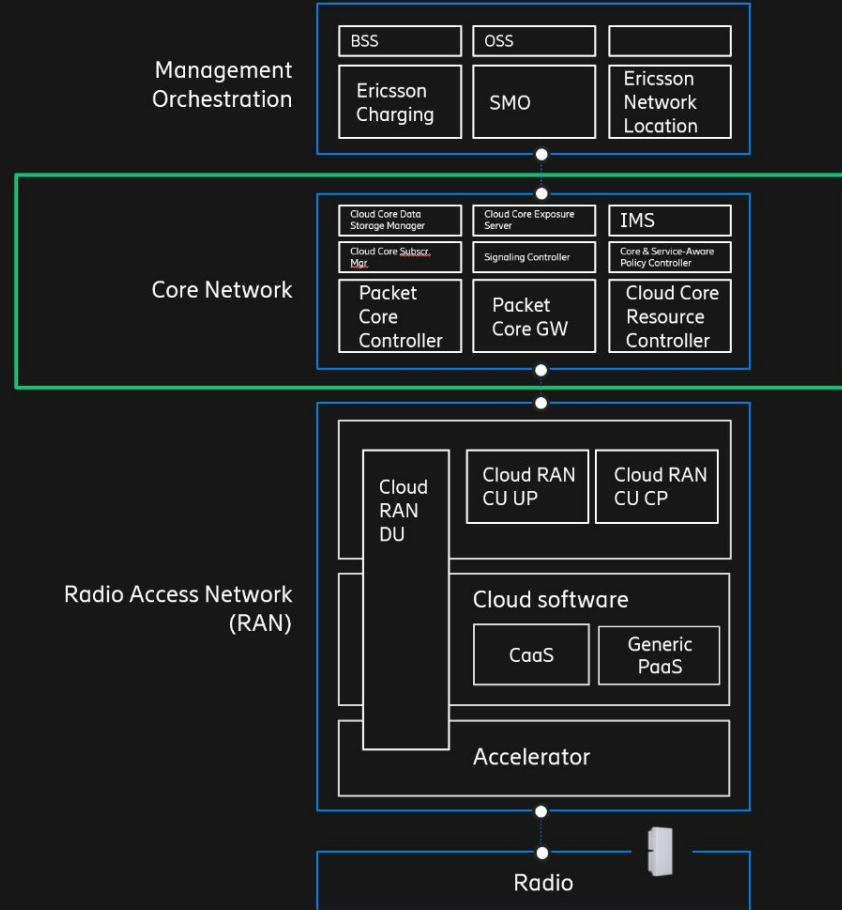 Management
Orchestration
BSS
OSS
Ericsson
Charging
SMO
Ericsson
Network
Location
Core Network
Cloud Core Data
Storage Manager
Cloud Core Exposure
Server
IMS
Cloud Core Subscr.
Mgr
Signaling Controller
Core & Service-Aware
Policy Controller
Packet
Core
Controller
Packet
Core GW
Cloud Core
Resource
Controller
Radio Access Network
(RAN)
Cloud
RAN
DU
Cloud RAN
CU UP
Cloud RAN
CU CP
Cloud software
CaaS
Generic
PaaS
Accelerator
Radio